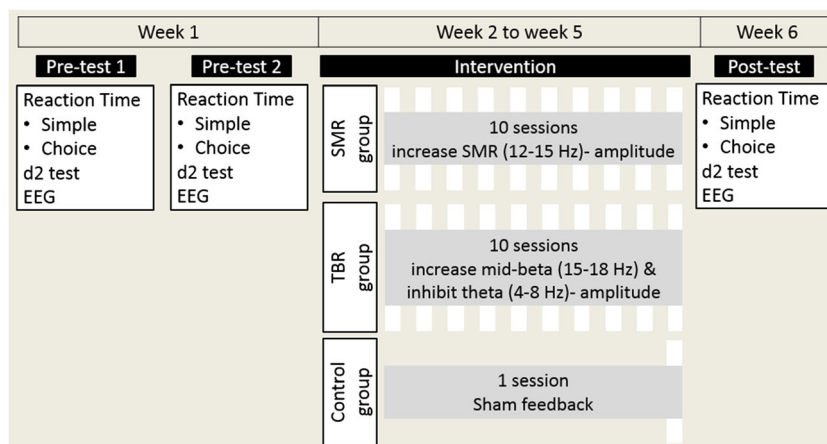 Week 1
Week 2 to week 5
Week 6
Pre-test 1
Pre-test 2
Intervention
Post-test
Reaction Time
• Simple
• Choice
d2 test
EEG
Reaction Time
• Simple
• Choice
d2 test
EEG
SMR
group
10 sessions
increase SMR (12-15 Hz)- amplitude
TBR
group
10 sessions
increase mid-beta (15-18 Hz) &
inhibit theta (4-8 Hz)- amplitude
Control
group
1 session
Sham feedback
Reaction Time
• Simple
• Choice
d2 test
EEG